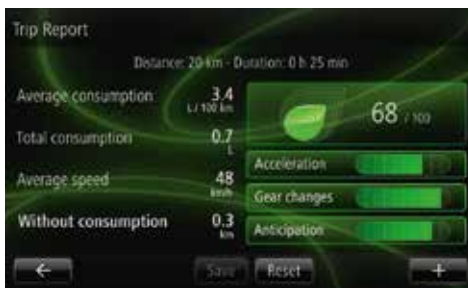 Trip Report
Distance: 20 km - Duration: 0 h 25 min
Average consumption 3.4
L / 100 km
68 / 100
Total consumption 0.7
L
Acceleration
Average speed 48
km/h
Gear changes
Without consumption 0.3
km
Anticipation
Save Reset +